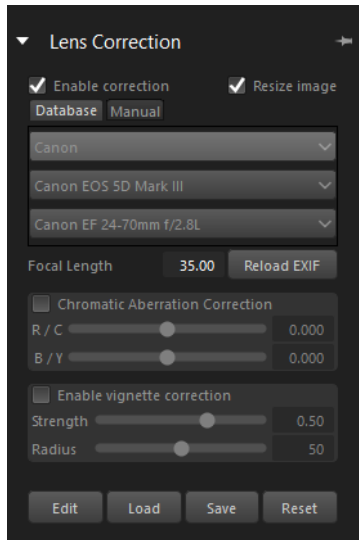 Lens Correction
Enable correction Resize image
Database Manual
Canon
Canon EOS 5D Mark III
Canon EF 24-70mm f/2.8L
Focal Length 35.00 Reload EXIF
Chromatic Aberration Correction
R / C 0.000
B / Y 0.000
Enable vignette correction
Strength 0.50
Radius 50
Edit Load Save Reset